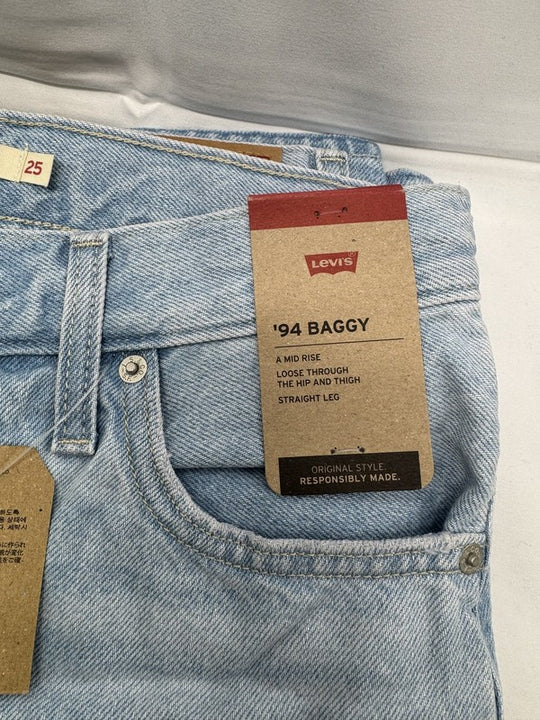 25
LEVI'S
'94 BAGGY
A MID RISE
LOOSE THROUGH
THE HIP AND THIGH
STRAIGHT LEG
ORIGINAL STYLE.
RESPONSIBLY MADE.